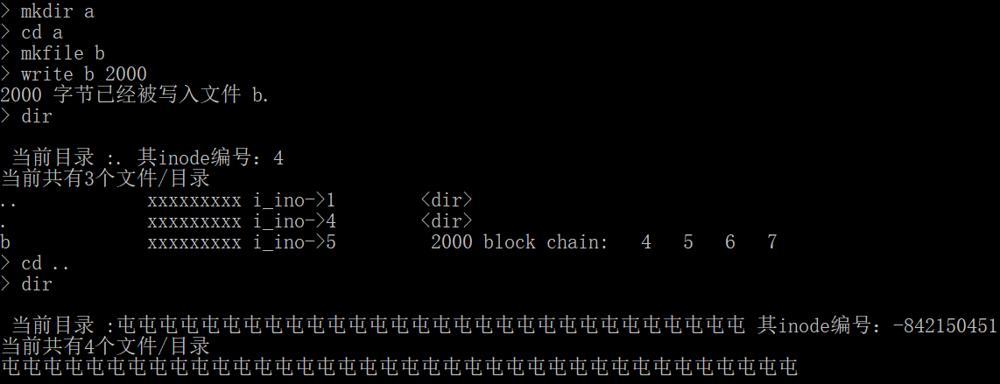 > mkdir a
> cd a
> mkfile b
> write b 2000
2000 字节已经被写入文件 b.
> dir
当前目录 :. 其inode编号: 4
当前共有3个文件/目录
..             xxxxxxxxx i_ino->1        <dir>
.              xxxxxxxxx i_ino->4        <dir>
b             xxxxxxxxx i_ino->5         2000 block chain:   4   5   6   7
> cd ..
> dir
当前目录 :屯屯屯屯屯屯屯屯屯屯屯屯屯屯屯屯屯屯屯屯屯屯屯屯屯屯屯屯屯屯 其inode编号: -842150451
当前共有4个文件/目录
屯屯屯屯屯屯屯屯屯屯屯屯屯屯屯屯屯屯屯屯屯屯屯屯屯屯屯屯屯屯屯屯屯屯屯屯屯屯